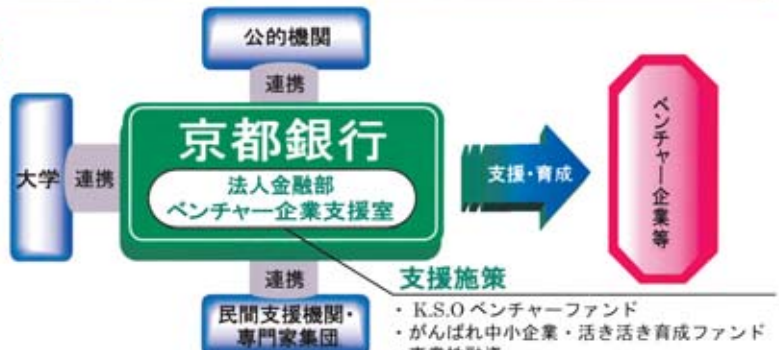 公的機関
連携
大学
連携
京都銀行
法人金融部
ベンチャー企業支援室
支援・育成
ベンチャー企業等
連携
民間支援機関・
専門家集団
支援施策
・K.S.Oベンチャーファンド
・がんばれ中小企業・活き活き育成ファンド